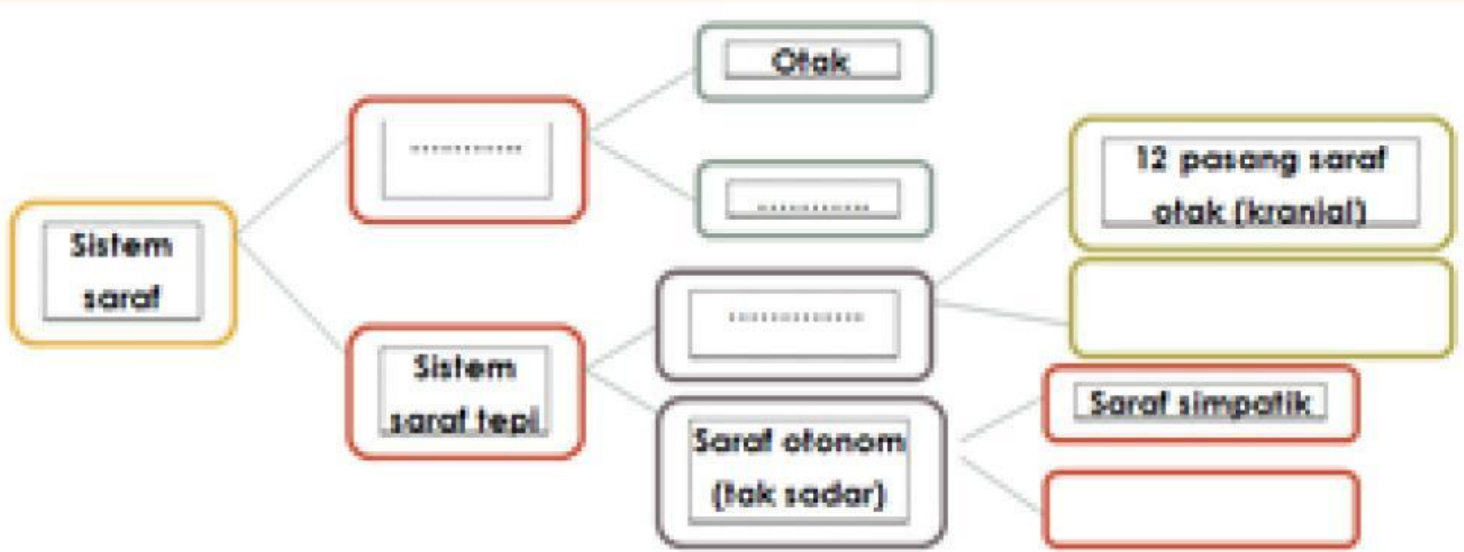 Otak
............
12 pasang saraf
otak (kranial)
............
Sistem
saraf
.............
Sistem
saraf tepi
Saraf simpatik
Saraf otonom
(tak sadar)